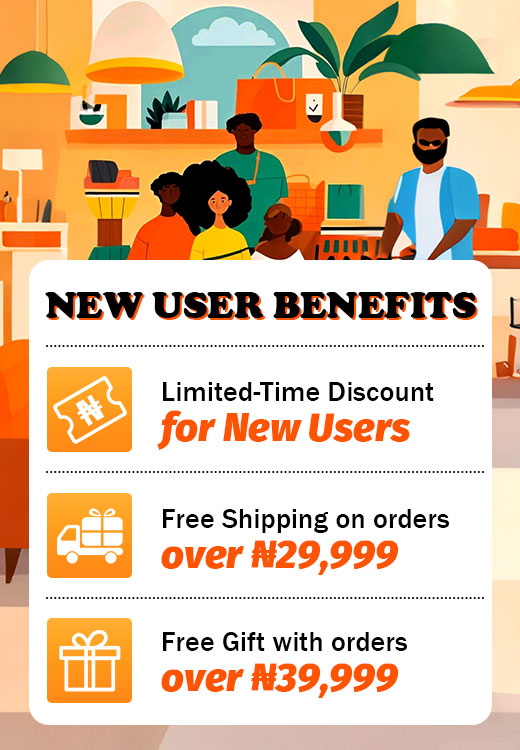 NEW USER BENEFITS
₦
Limited-Time Discount
for New Users
Free Shipping on orders
over ₦29,999
Free Gift with orders
over ₦39,999